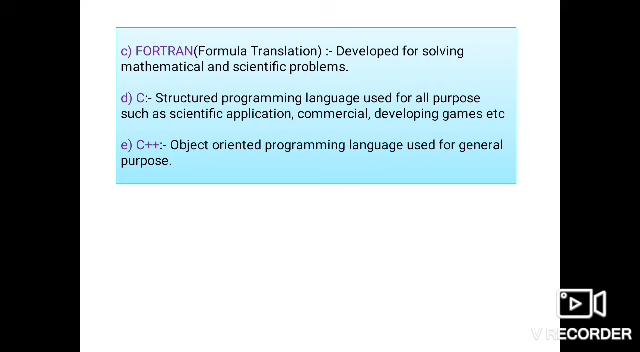 c) FORTRAN(Formula Translation) :- Developed for solving
mathematical and scientific problems.
d) C:- Structured programming language used for all purpose
such as scientific application, commercial, developing games etc
e) C++:- Object oriented programming language used for general
purpose.
V RECORDER